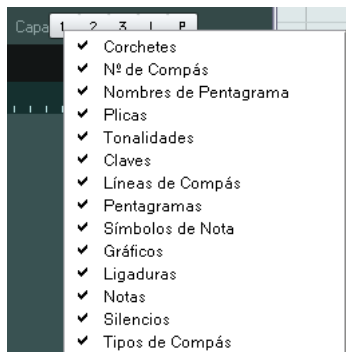 Capa 1 2 3 L P
Corchetes
Nº de Compás
Nombres de Pentagrama
Plicas
Tonalidades
Claves
Líneas de Compás
Pentagramas
Símbolos de Nota
Gráficos
Ligaduras
Notas
Silencios
Tipos de Compás